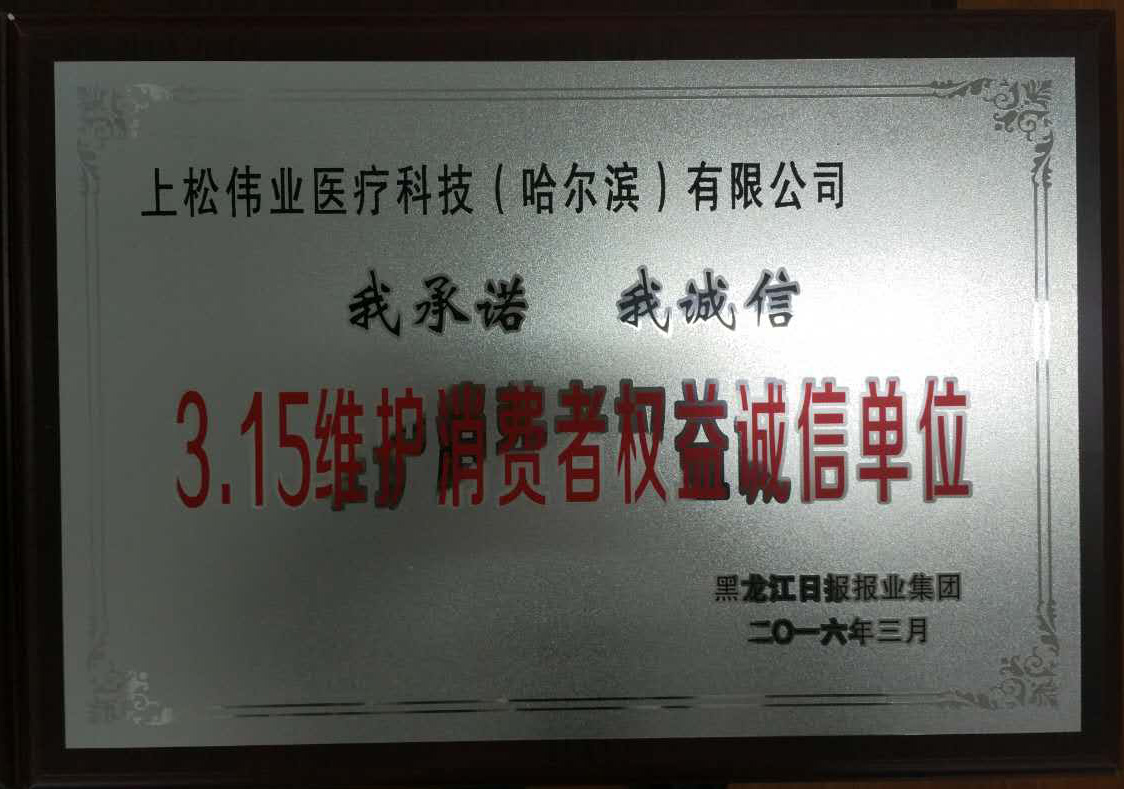 上松伟业医疗科技（哈尔滨）有限公司
我承诺 我诚信
3.15维护消费者权益诚信单位
黑龙江日报报业集团
二〇一六年三月